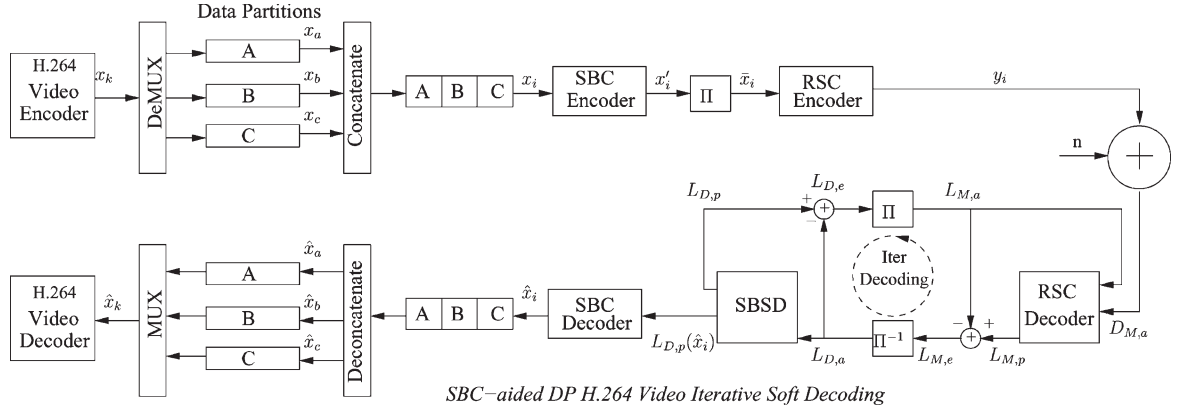 Data Partitions
H.264
Video
Encoder
x_k
DeMUX
A
B
C
x_a
x_b
x_c
Concatenate
A B C
x_i
SBC
Encoder
x'_i
Π
x̄_i
RSC
Encoder
y_i
n
+
L_{D,p}
+
−
+
L_{D,e}
Π
L_{M,a}
Iter
Decoding
RSC
Decoder
D_{M,a}
L_{M,p}
+
−
+
L_{M,e}
Π⁻¹
L_{D,a}
SBSD
L_{D,p}(x̂_i)
SBC
Decoder
x̂_i
A B C
Deconcatenate
x̂_a
x̂_b
x̂_c
A
B
C
MUX
x̂_k
H.264
Video
Decoder
SBC−aided DP H.264 Video Iterative Soft Decoding